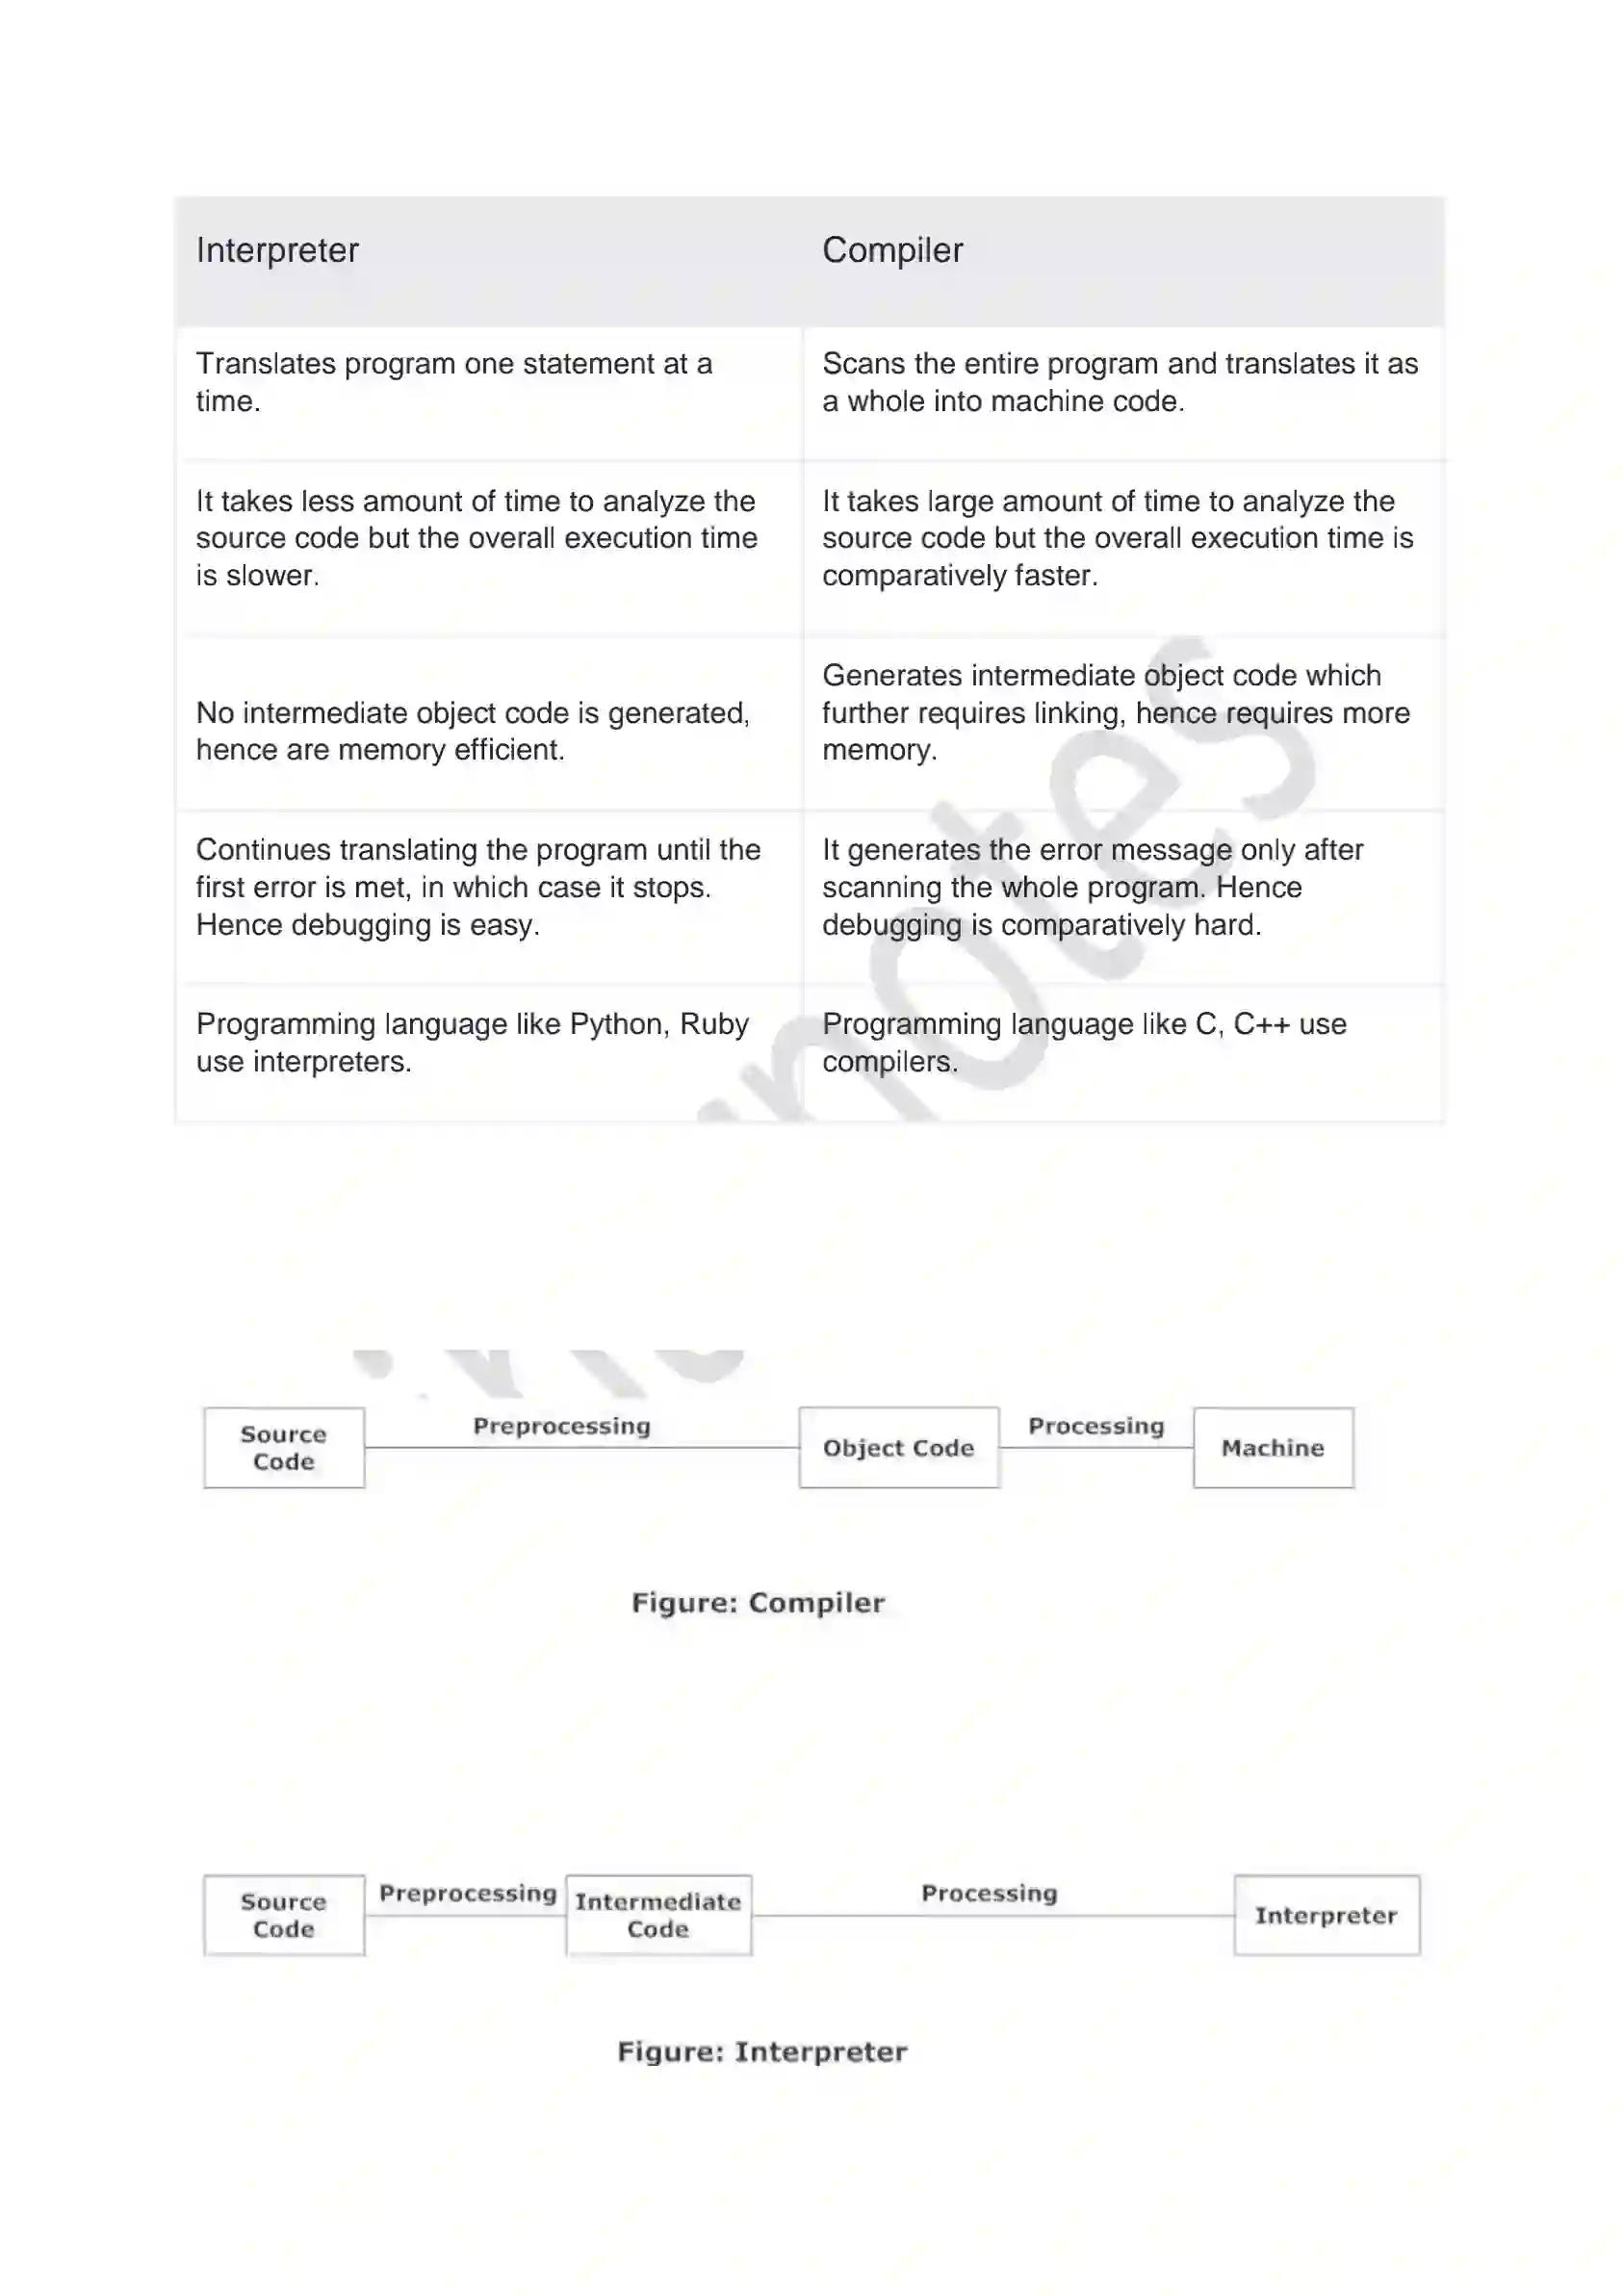 Interpreter
Compiler
Translates program one statement at a
time.
Scans the entire program and translates it as
a whole into machine code.
It takes less amount of time to analyze the
source code but the overall execution time
is slower.
It takes large amount of time to analyze the
source code but the overall execution time is
comparatively faster.
No intermediate object code is generated,
hence are memory efficient.
Generates intermediate object code which
further requires linking, hence requires more
memory.
Continues translating the program until the
first error is met, in which case it stops.
Hence debugging is easy.
It generates the error message only after
scanning the whole program. Hence
debugging is comparatively hard.
Programming language like Python, Ruby
use interpreters.
Programming language like C, C++ use
compilers.
notes
Source
Code
Preprocessing
Object Code
Processing
Machine
Figure: Compiler
Source
Code
Preprocessing
Intermediate
Code
Processing
Interpreter
Figure: Interpreter